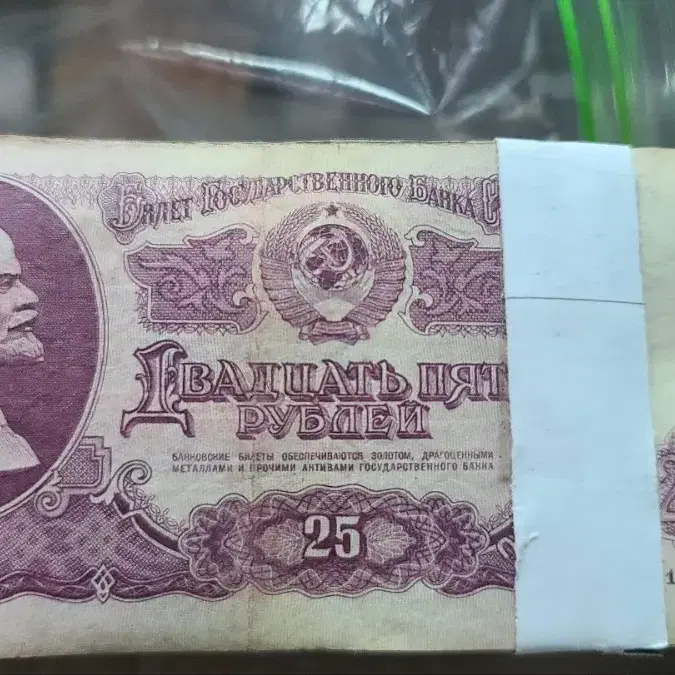 Билет Государственного Банка С
Двадцать пят
рублей
БАНКОВСКИЕ БИЛЕТЫ ОБЕСПЕЧИВАЮТСЯ ЗОЛОТОМ, ДРАГОЦЕННЫМИ
МЕТАЛЛАМИ И ПРОЧИМИ АКТИВАМИ ГОСУДАРСТВЕННОГО БАНКА
25